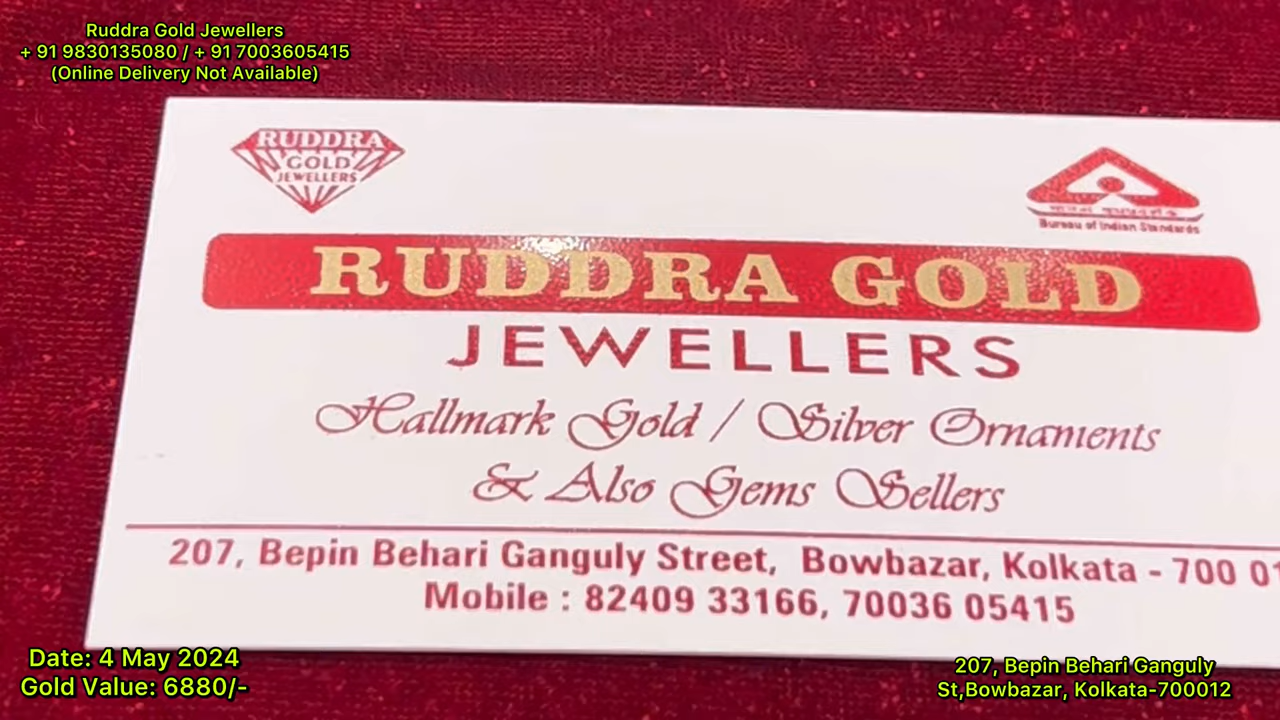 Ruddra Gold Jewellers
+ 91 9830135080 / + 91 7003605415
(Online Delivery Not Available)
RUDDRA
GOLD
JEWELLERS
Bureau of Indian Standards
RUDDRA GOLD
JEWELLERS
Hallmark Gold / Silver Ornaments
& Also Gems Sellers
207, Bepin Behari Ganguly Street, Bowbazar, Kolkata - 700 01
Mobile : 82409 33166, 70036 05415
Date: 4 May 2024
Gold Value: 6880/-
207, Bepin Behari Ganguly
St,Bowbazar, Kolkata-700012